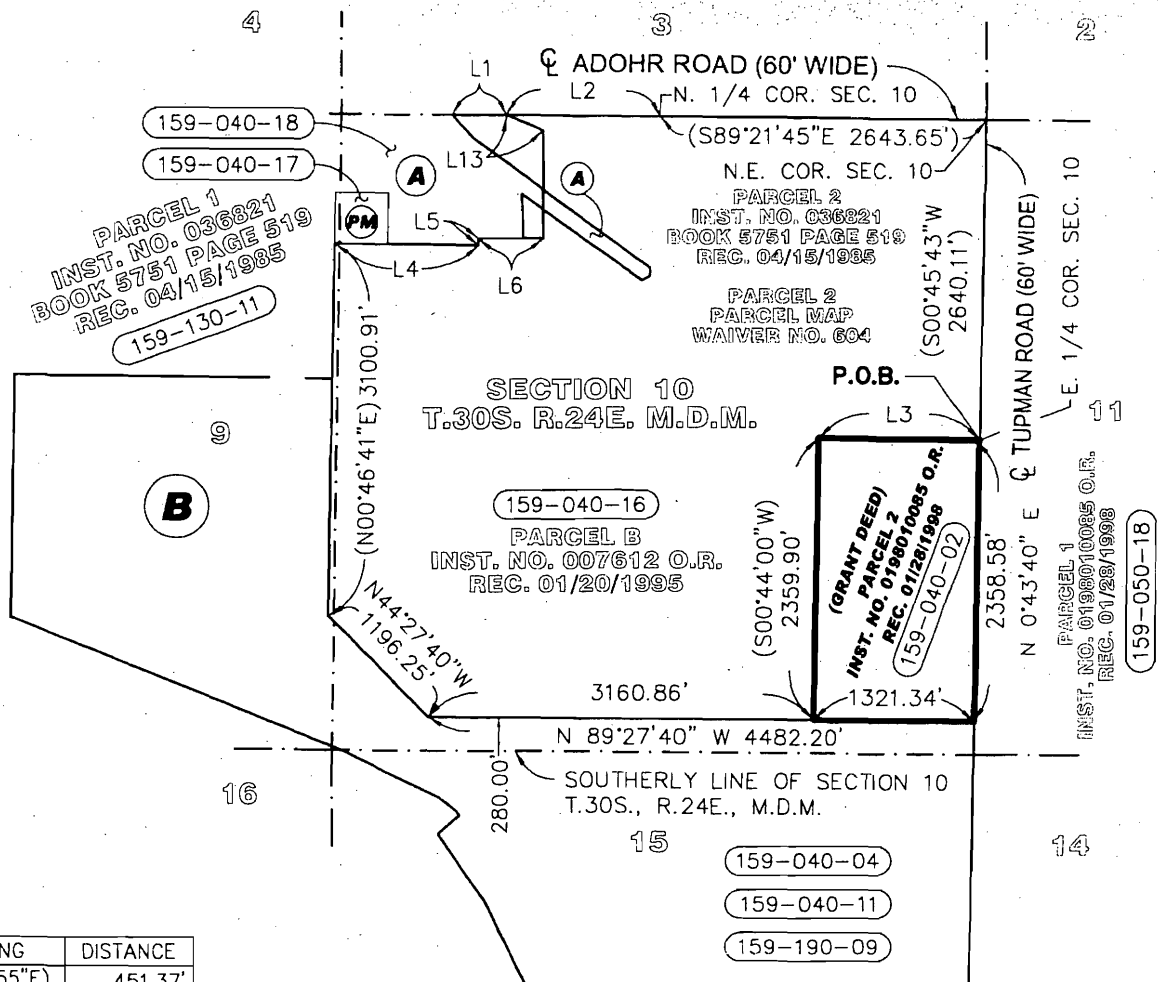 4
3
2
℄ ADOHR ROAD (60' WIDE)
L1
L2
N. 1/4 COR. SEC. 10
(S89°21'45"E 2643.65')
N.E. COR. SEC. 10
159-040-18
159-040-17
L13
A
A
PM
L5
L4
L6
PARCEL 1
INST. NO. 036821
BOOK 5751 PAGE 519
REC. 04/15/1985
159-130-11
PARCEL 2
INST. NO. 036821
BOOK 5751 PAGE 519
REC. 04/15/1985
PARCEL 2
PARCEL MAP
WAIVER NO. 604
(S00°45'43"W
2640.11')
℄ TUPMAN ROAD (60' WIDE)
E. 1/4 COR. SEC. 10
(N00°46'41"E) 3100.91'
SECTION 10
T.30S. R.24E. M.D.M.
P.O.B.
L3
11
9
B
159-040-16
PARCEL B
INST. NO. 007612 O.R.
REC. 01/20/1995
(S00°44'00"W)
2359.90'
(GRANT DEED)
PARCEL 2
INST. NO. 0198010085 O.R.
REC. 01/28/1998
159-040-02
2358.58'
N 0°43'40" E
PARCEL 1
INST. NO. 0198010085 O.R.
REC. 01/28/1998
159-050-18
N44°27'40"W
1196.25'
3160.86'
1321.34'
N 89°27'40" W 4482.20'
280.00'
SOUTHERLY LINE OF SECTION 10
T.30S., R.24E., M.D.M.
16
15
14
159-040-04
159-040-11
159-190-09
NG DISTANCE
55"E) 451.37'